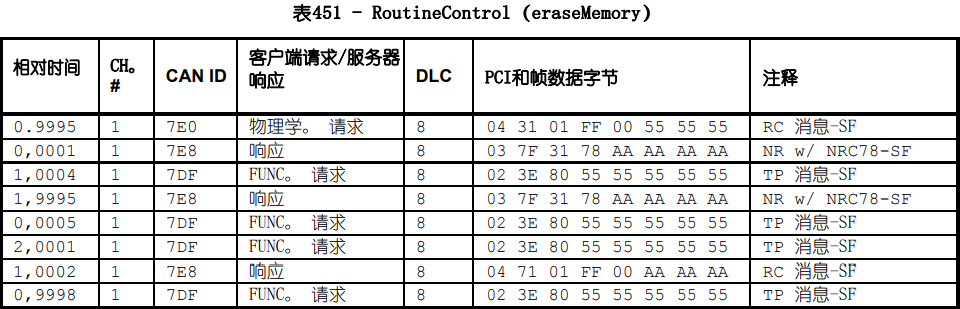 表451 - RoutineControl (eraseMemory)
相对时间 CH。# CAN ID 客户端请求/服务器响应 DLC PCI和帧数据字节 注释
0.9995 1 7E0 物理学。 请求 8 04 31 01 FF 00 55 55 55 RC 消息-SF
0,0001 1 7E8 响应 8 03 7F 31 78 AA AA AA AA NR w/ NRC78-SF
1,0004 1 7DF FUNC。 请求 8 02 3E 80 55 55 55 55 55 TP 消息-SF
1,9995 1 7E8 响应 8 03 7F 31 78 AA AA AA AA NR w/ NRC78-SF
0,0005 1 7DF FUNC。 请求 8 02 3E 80 55 55 55 55 55 TP 消息-SF
2,0001 1 7DF FUNC。 请求 8 02 3E 80 55 55 55 55 55 TP 消息-SF
1,0002 1 7E8 响应 8 04 71 01 FF 00 AA AA AA RC 消息-SF
0,9998 1 7DF FUNC。 请求 8 02 3E 80 55 55 55 55 55 TP 消息-SF